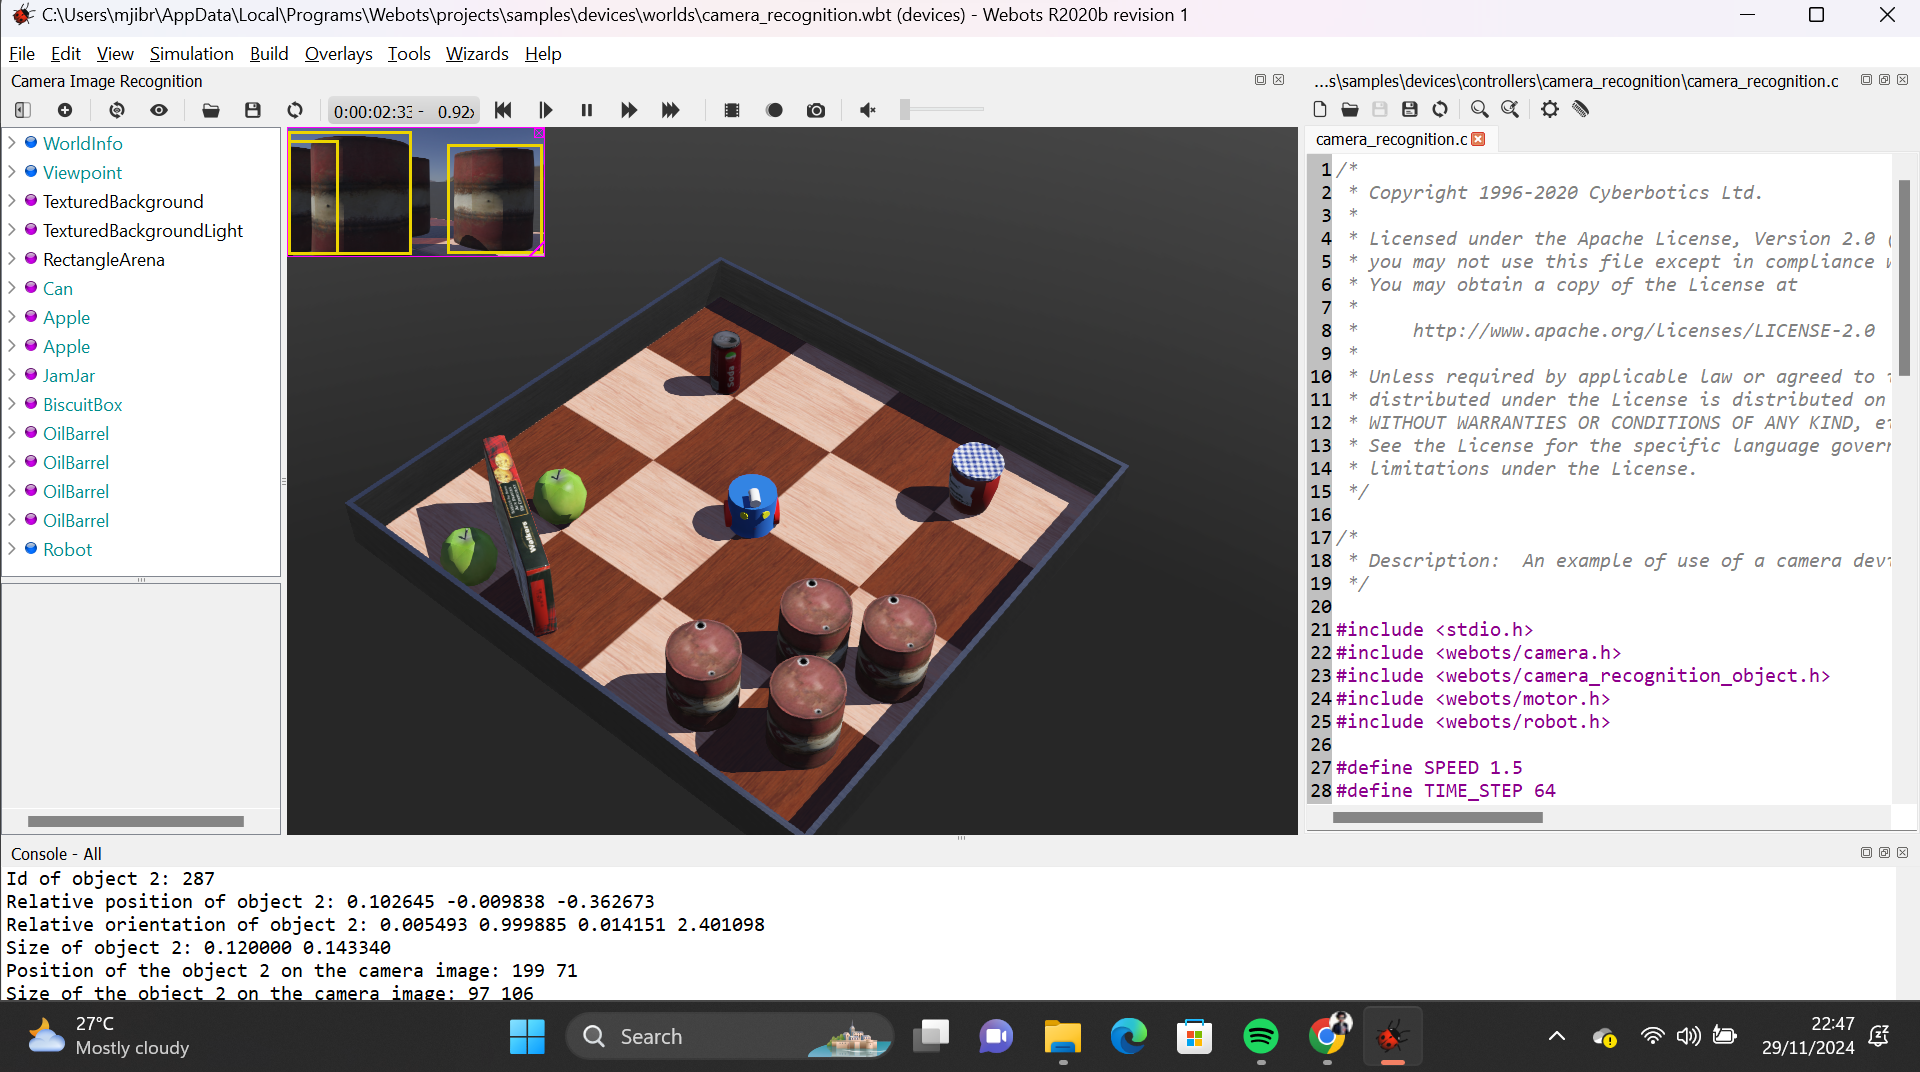 C:\Users\mjibr\AppData\Local\Programs\Webots\projects\samples\devices\worlds\camera_recognition.wbt (devices) - Webots R2020b revision 1
File Edit View Simulation Build Overlays Tools Wizards Help
Camera Image Recognition
...s\samples\devices\controllers\camera_recognition\camera_recognition.c
0:00:02:33 - 0.92x
camera_recognition.c
WorldInfo
Viewpoint
TexturedBackground
TexturedBackgroundLight
RectangleArena
Can
Apple
Apple
JamJar
BiscuitBox
OilBarrel
OilBarrel
OilBarrel
OilBarrel
Robot
Soda
Walkers
1 /*
2 * Copyright 1996-2020 Cyberbotics Ltd.
3 *
4 * Licensed under the Apache License, Version 2.0 (
5 * you may not use this file except in compliance w
6 * You may obtain a copy of the License at
7 *
8 * http://www.apache.org/licenses/LICENSE-2.0
9 *
10 * Unless required by applicable law or agreed to i
11 * distributed under the License is distributed on
12 * WITHOUT WARRANTIES OR CONDITIONS OF ANY KIND, ei
13 * See the License for the specific language govern
14 * limitations under the License.
15 */
16
17 /*
18 * Description: An example of use of a camera devi
19 */
20
21 #include <stdio.h>
22 #include <webots/camera.h>
23 #include <webots/camera_recognition_object.h>
24 #include <webots/motor.h>
25 #include <webots/robot.h>
26
27 #define SPEED 1.5
28 #define TIME_STEP 64
Console - All
Id of object 2: 287
Relative position of object 2: 0.102645 -0.009838 -0.362673
Relative orientation of object 2: 0.005493 0.999885 0.014151 2.401098
Size of object 2: 0.120000 0.143340
Position of the object 2 on the camera image: 199 71
Size of the object 2 on the camera image: 97 106
27°C
Mostly cloudy
Search
22:47
29/11/2024